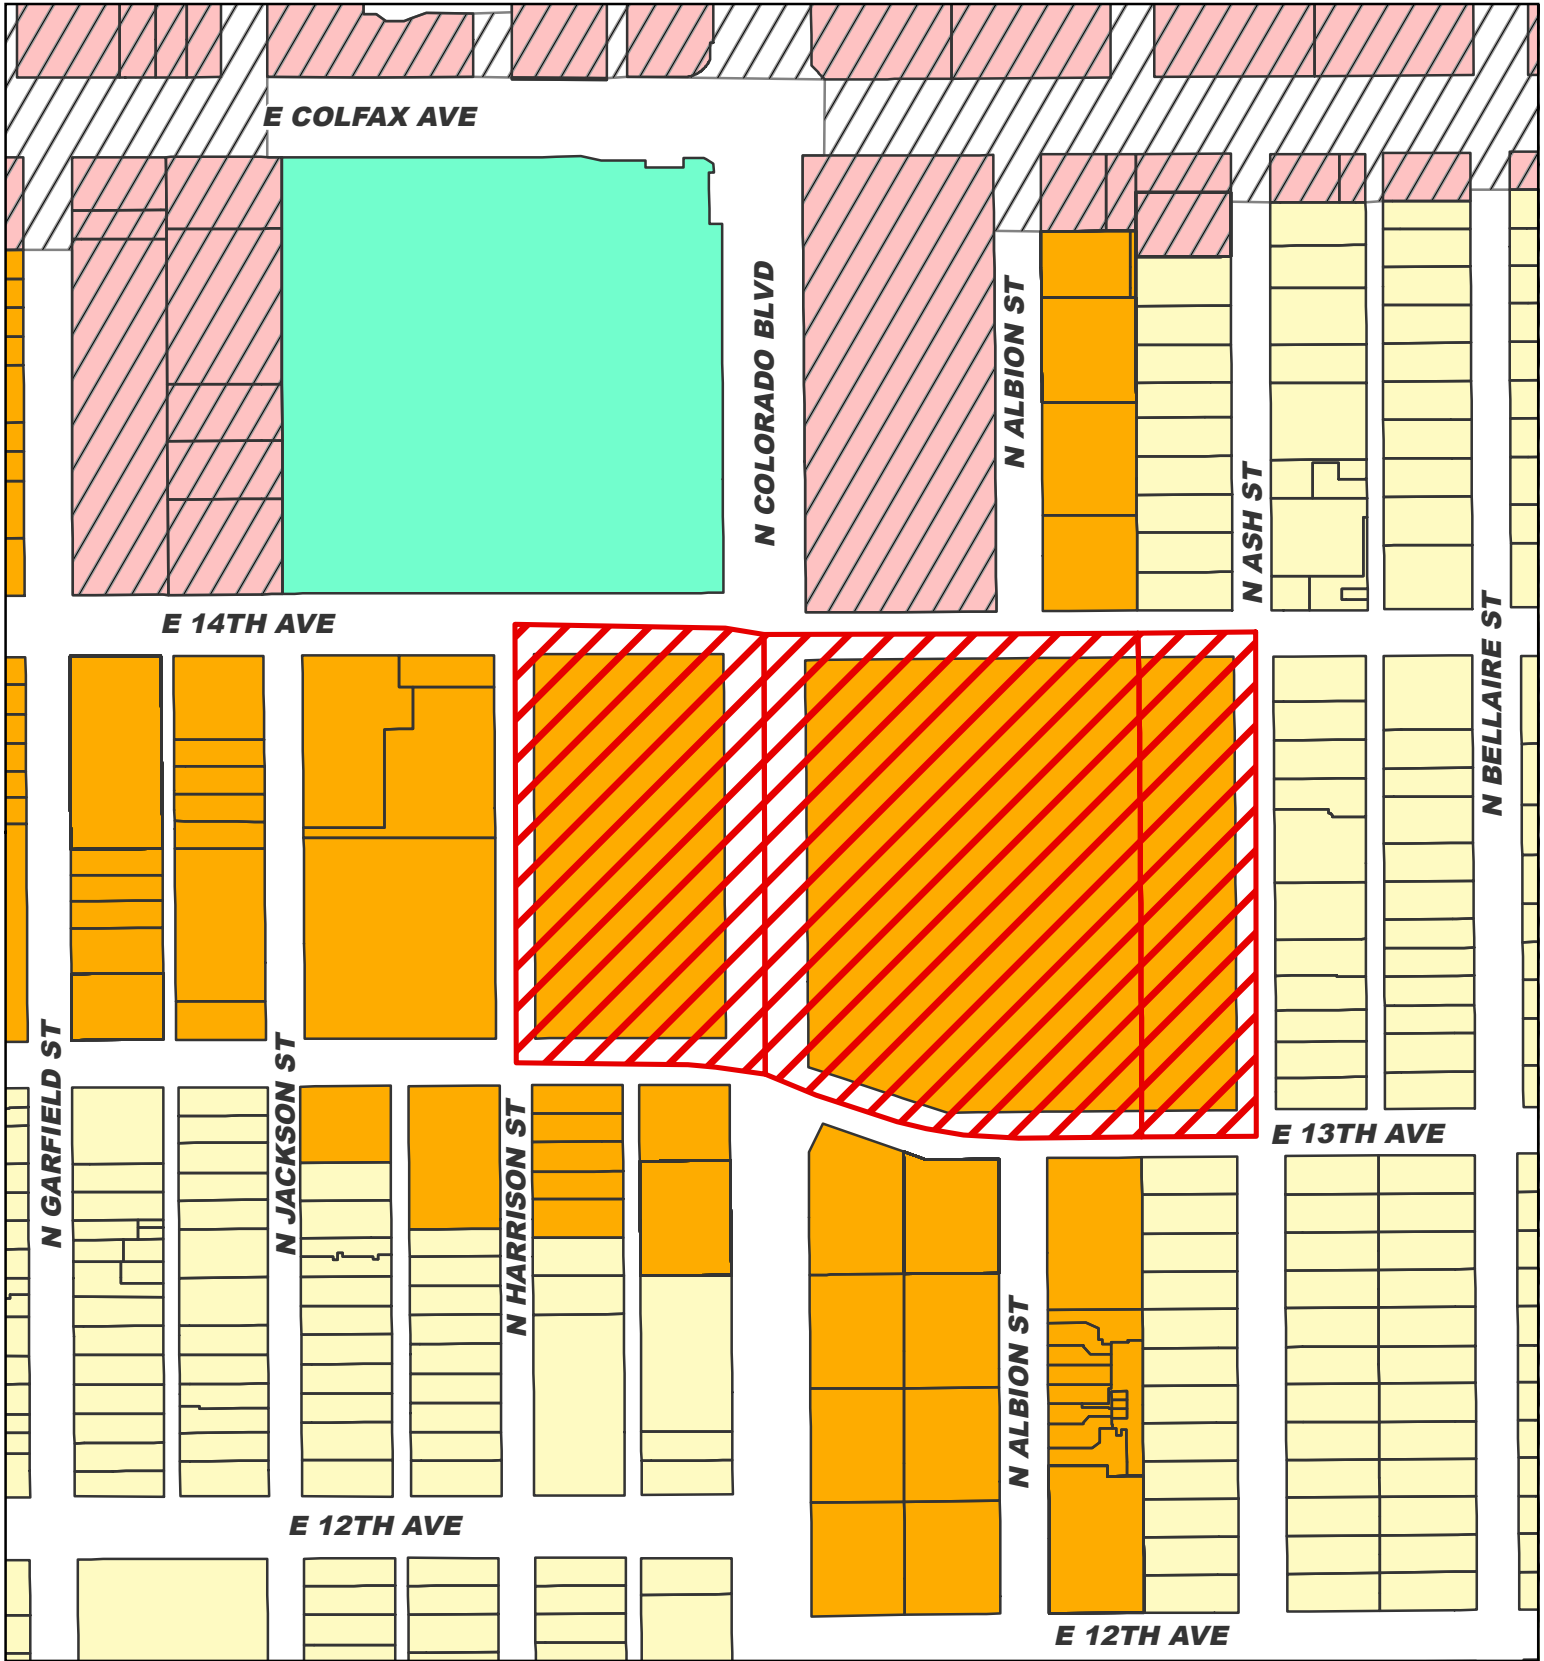 E COLFAX AVE
N COLORADO BLVD
N ALBION ST
N ASH ST
E 14TH AVE
N BELLAIRE ST
N GARFIELD ST
N JACKSON ST
N HARRISON ST
E 13TH AVE
N ALBION ST
E 12TH AVE
E 12TH AVE